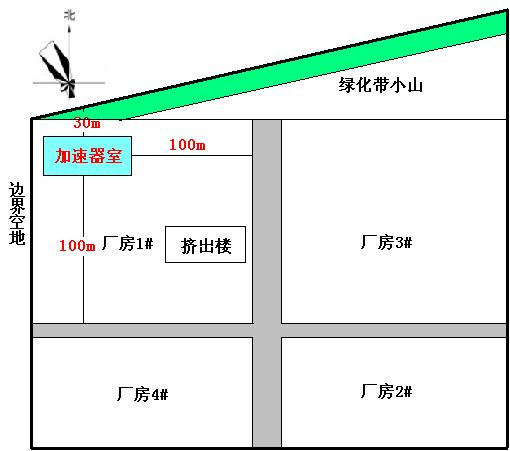 北
绿化带小山
30m
加速器室
100m
边界空地
100m
厂房1#
挤出楼
厂房3#
厂房4#
厂房2#